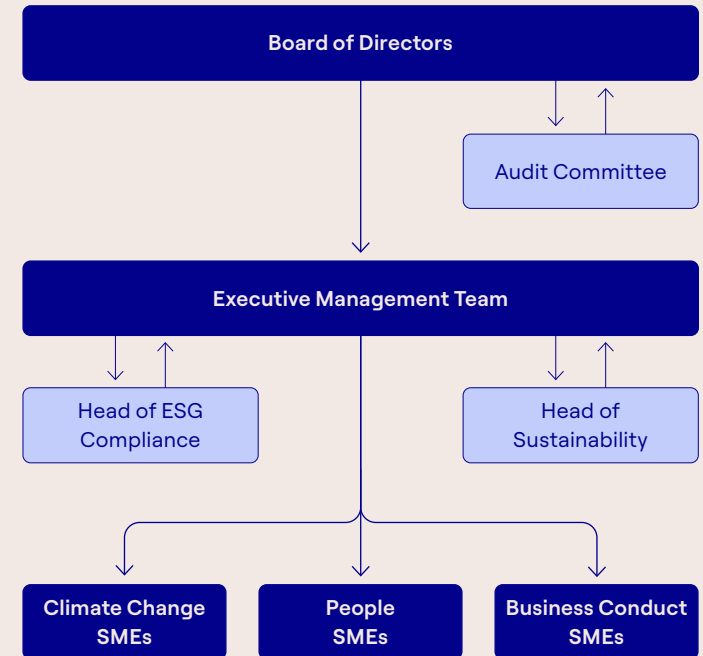 Board of Directors
Audit Committee
Executive Management Team
Head of ESG
Compliance
Head of
Sustainability
Climate Change
SMEs
People
SMEs
Business Conduct
SMEs